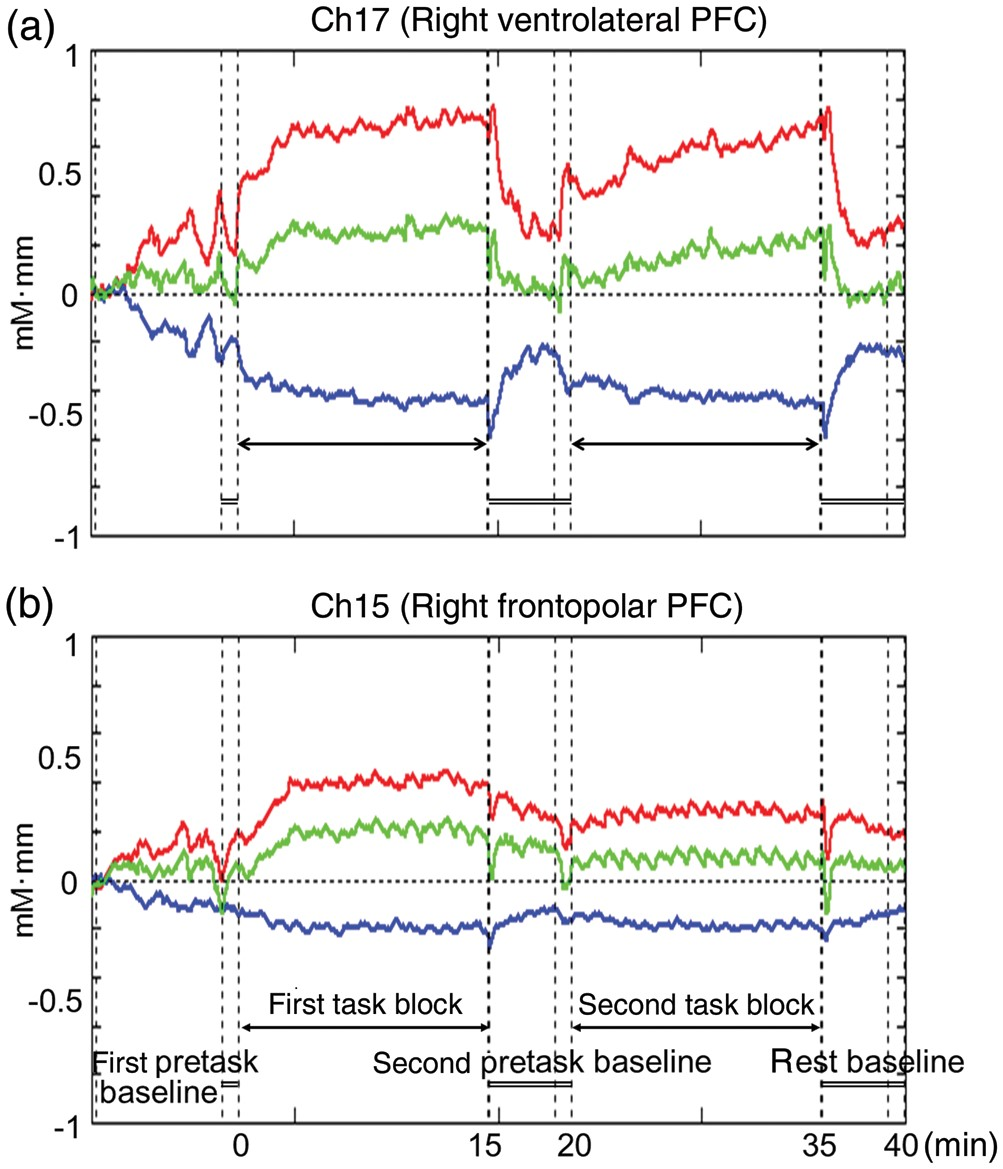 (a)
Ch17 (Right ventrolateral PFC)
1
0.5
0
-0.5
-1
mM·mm
(b)
Ch15 (Right frontopolar PFC)
1
0.5
0
-0.5
-1
mM·mm
First task block
Second task block
First pretask
baseline
Second pretask baseline
Rest baseline
0 15 20 35 40 (min)